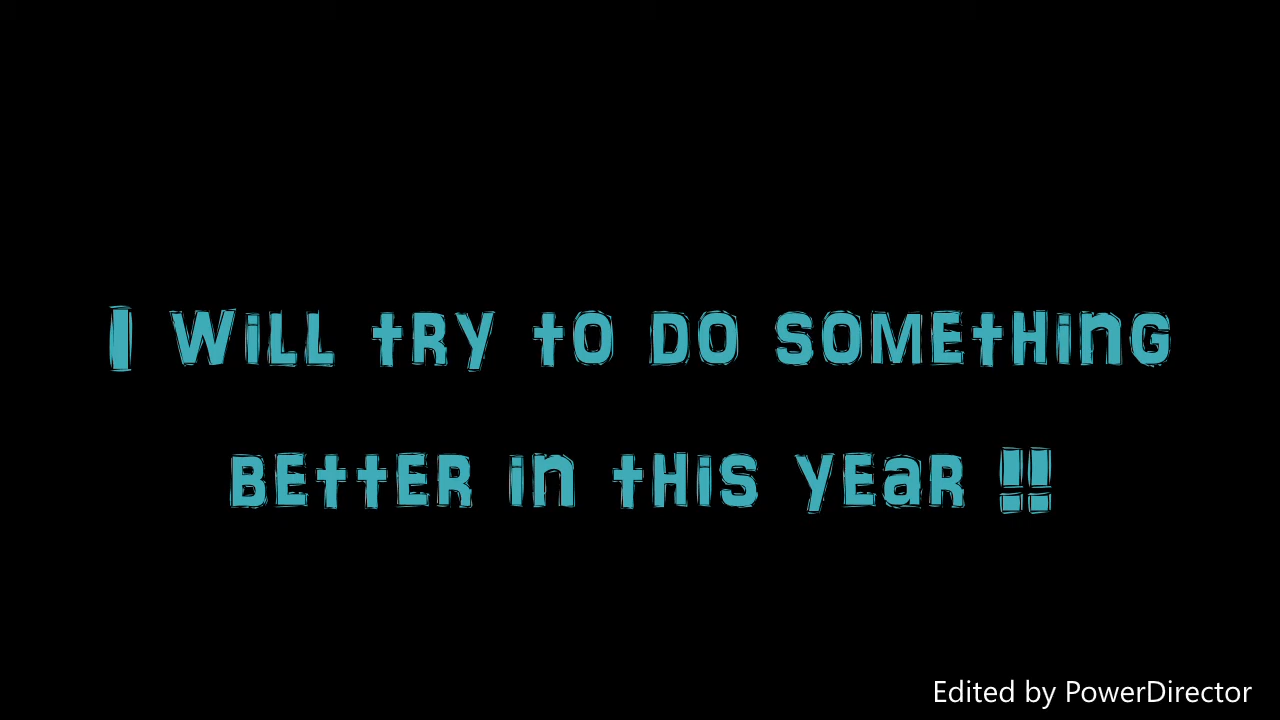 I will try to do something
better in this year !!
Edited by PowerDirector